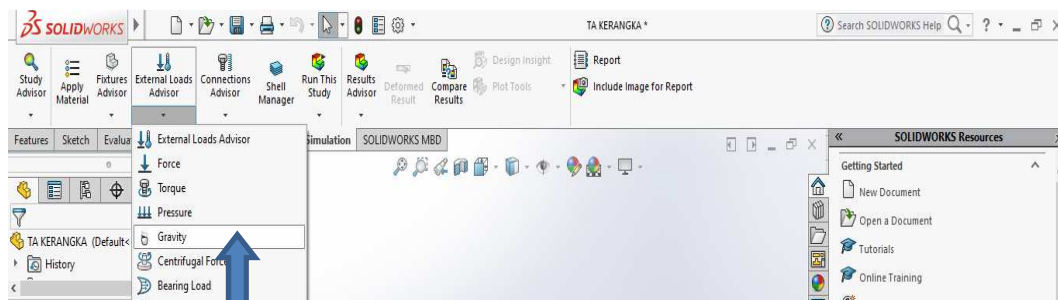 SOLIDWORKS
TA KERANGKA *
Search SOLIDWORKS Help
?
Study Advisor
Apply Material
Fixtures Advisor
External Loads Advisor
Connections Advisor
Shell Manager
Run This Study
Results Advisor
Deformed Result
Compare Results
Design Insight
Plot Tools
Report
Include Image for Report
Features
Sketch
Evalua
Simulation
SOLIDWORKS MBD
External Loads Advisor
Force
Torque
Pressure
Gravity
Centrifugal Force
Bearing Load
TA KERANGKA (Default<
History
SOLIDWORKS Resources
Getting Started
New Document
Open a Document
Tutorials
Online Training